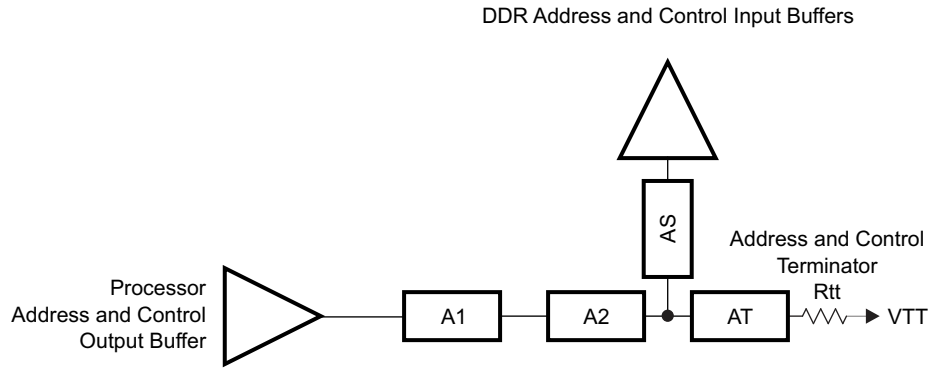 DDR Address and Control Input Buffers
AS
Address and Control
Terminator
Rtt
Processor
Address and Control
Output Buffer
A1
A2
AT
VTT